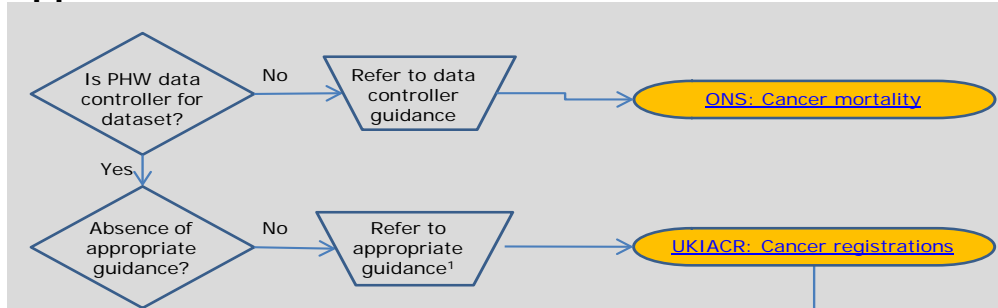 Is PHW data
controller for
dataset?
No
Refer to data
controller
guidance
ONS: Cancer mortality
Yes
Absence of
appropriate
guidance?
No
Refer to
appropriate
guidance¹
UKIACR: Cancer registrations